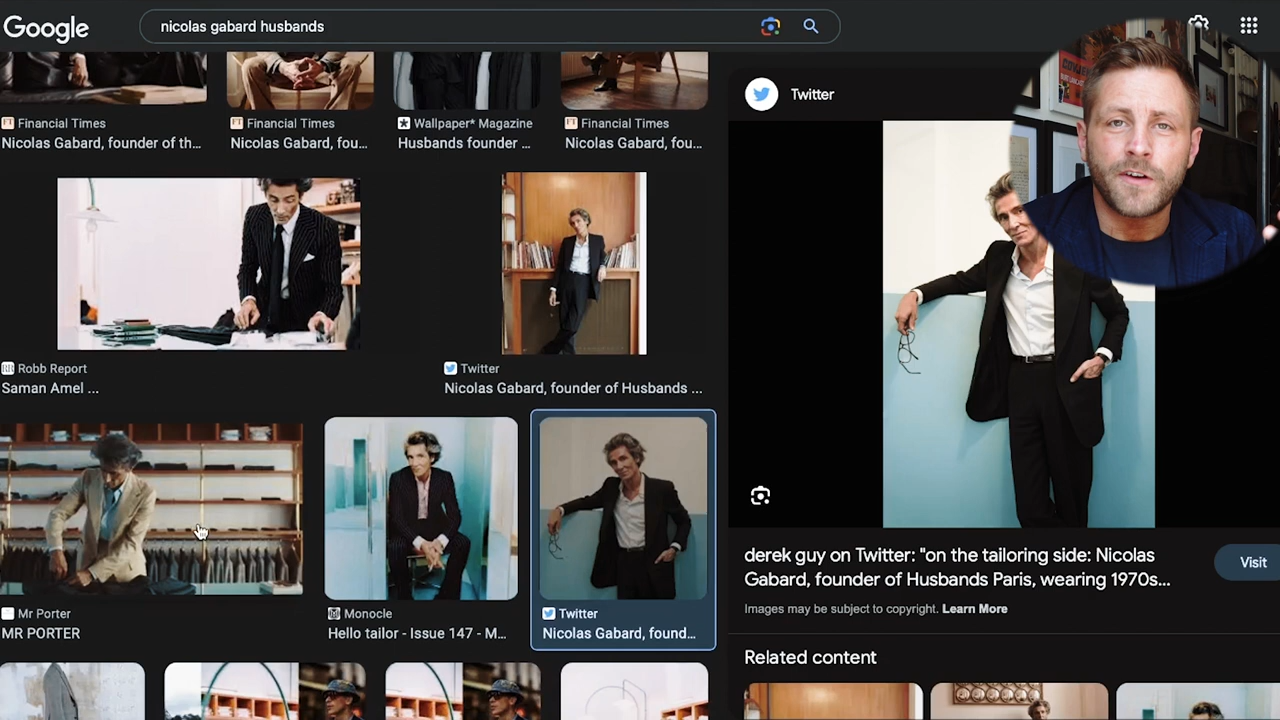 Google
nicolas gabard husbands
Financial Times
Nicolas Gabard, founder of th...
Financial Times
Nicolas Gabard, fou...
Wallpaper* Magazine
Husbands founder ...
Financial Times
Nicolas Gabard, fou...
Robb Report
Saman Amel ...
Twitter
Nicolas Gabard, founder of Husbands ...
Mr Porter
MR PORTER
Monocle
Hello tailor - Issue 147 - M...
Twitter
Nicolas Gabard, found...
Twitter
derek guy on Twitter: "on the tailoring side: Nicolas
Gabard, founder of Husbands Paris, wearing 1970s...
Visit
Images may be subject to copyright. Learn More
Related content